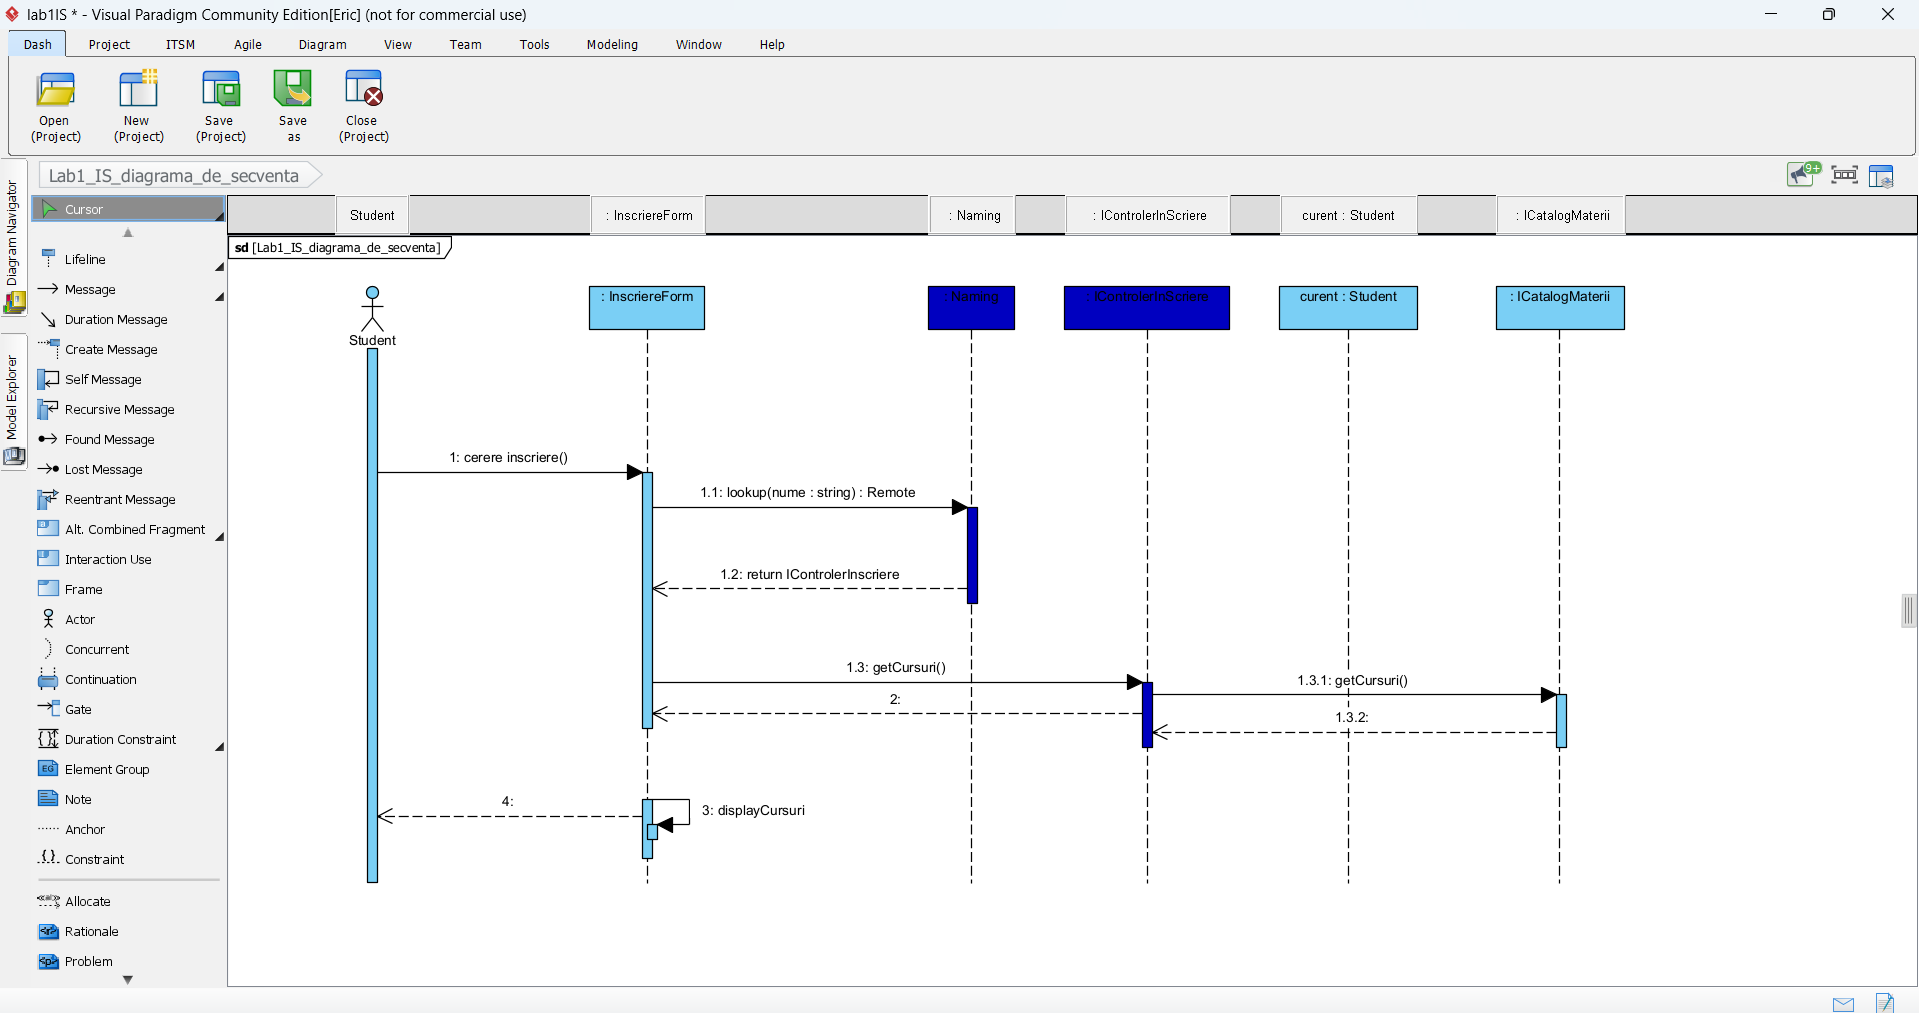 lab1IS * - Visual Paradigm Community Edition[Eric] (not for commercial use)
Dash Project ITSM Agile Diagram View Team Tools Modeling Window Help
Open (Project)
New (Project)
Save (Project)
Save as
Close (Project)
Lab1_IS_diagrama_de_secventa
9+
Diagram Navigator
Model Explorer
Cursor
Lifeline
Message
Duration Message
Create Message
Self Message
Recursive Message
Found Message
Lost Message
Reentrant Message
Alt. Combined Fragment
Interaction Use
Frame
Actor
Concurrent
Continuation
Gate
Duration Constraint
EG Element Group
Note
Anchor
{} Constraint
Allocate
Rationale
Problem
Student
: InscriereForm
: Naming
: IControlerInScriere
curent : Student
: ICatalogMaterii
sd [Lab1_IS_diagrama_de_secventa]
: InscriereForm
: Naming
: IControlerInScriere
curent : Student
: ICatalogMaterii
Student
1: cerere inscriere()
1.1: lookup(nume : string) : Remote
1.2: return IControlerInscriere
1.3: getCursuri()
1.3.1: getCursuri()
2:
1.3.2:
4:
3: displayCursuri